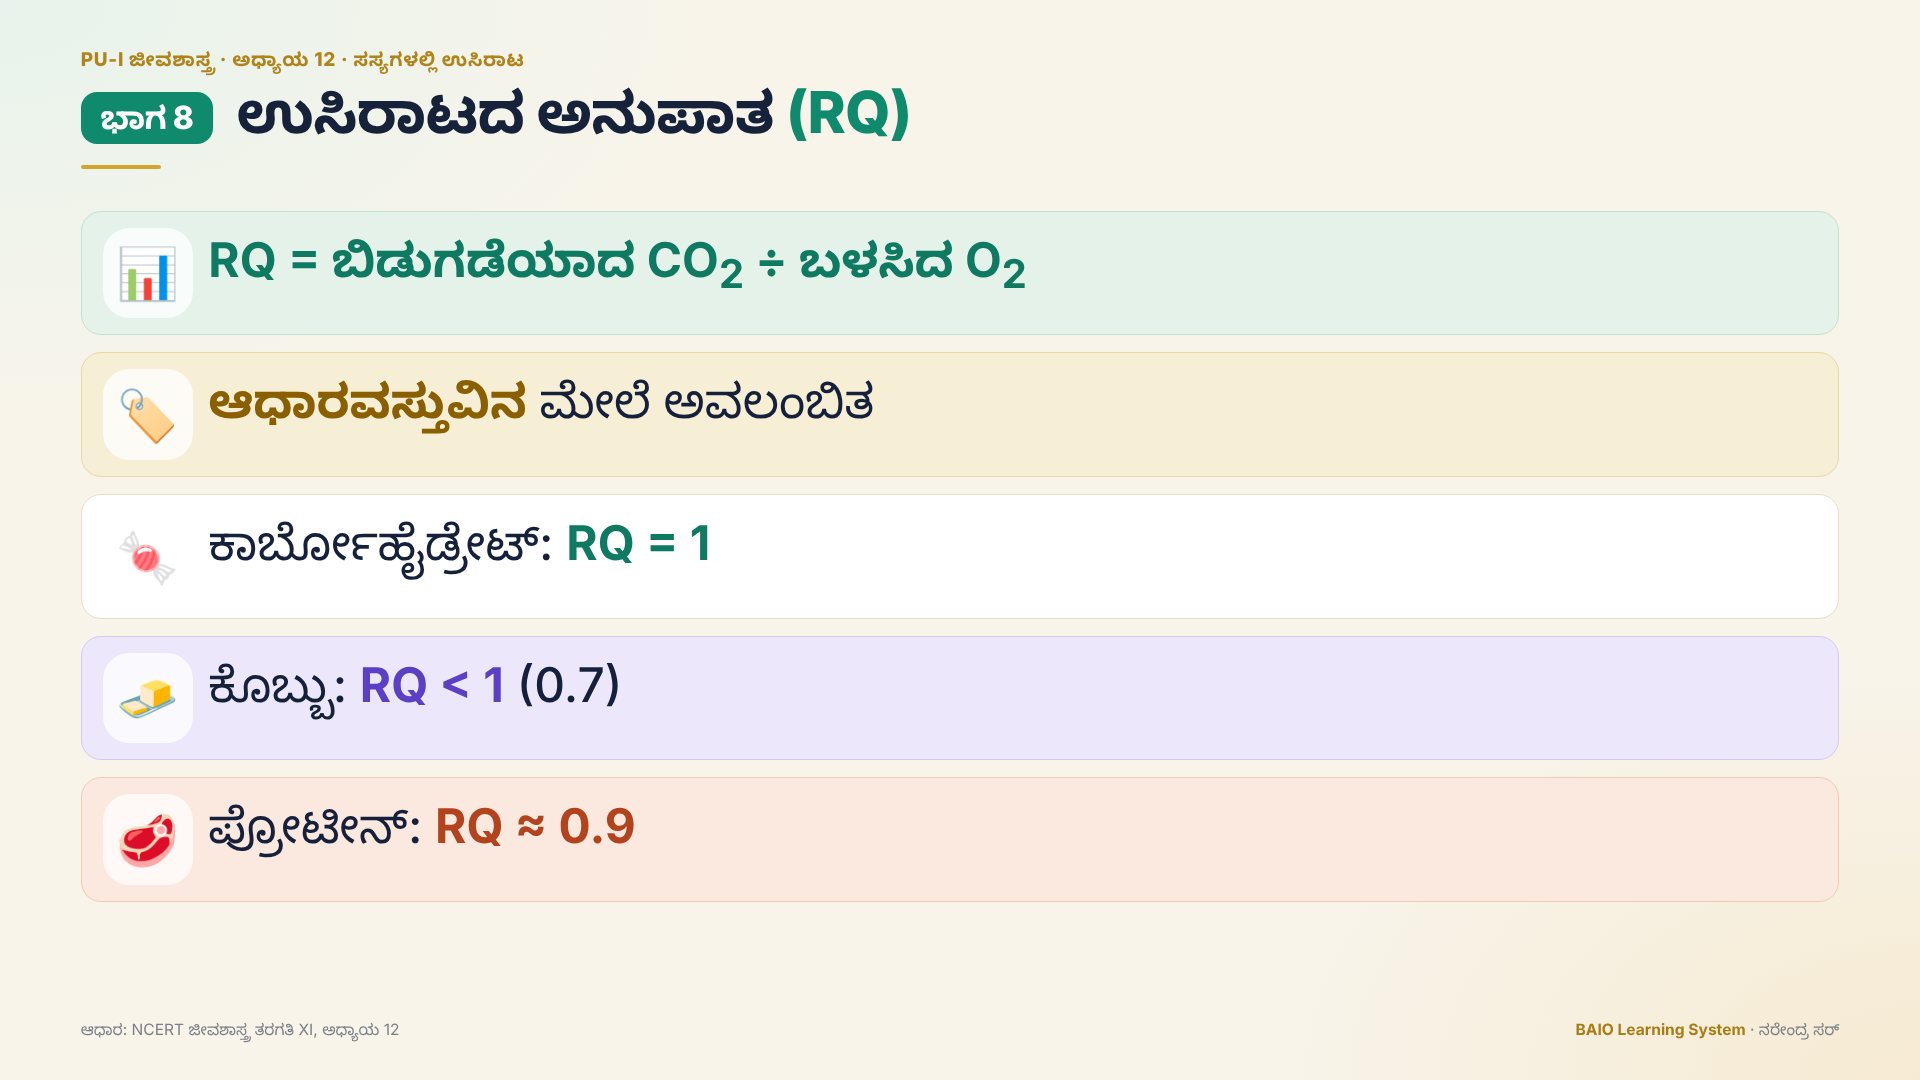 PU-I ಜೀವಶಾಸ್ತ್ರ · ಅಧ್ಯಾಯ 12 · ಸಸ್ಯಗಳಲ್ಲಿ ಉಸಿರಾಟ
ಭಾಗ 8 ಉಸಿರಾಟದ ಅನುಪಾತ (RQ)
RQ = ಬಿಡುಗಡೆಯಾದ CO₂ ÷ ಬಳಸಿದ O₂
ಆಧಾರವಸ್ತುವಿನ ಮೇಲೆ ಅವಲಂಬಿತ
ಕಾರ್ಬೋಹೈಡ್ರೇಟ್: RQ = 1
ಕೊಬ್ಬು: RQ < 1 (0.7)
ಪ್ರೋಟೀನ್: RQ ≈ 0.9
ಆಧಾರ: NCERT ಜೀವಶಾಸ್ತ್ರ ತರಗತಿ XI, ಅಧ್ಯಾಯ 12
BAIO Learning System · ನರೇಂದ್ರ ಸರ್